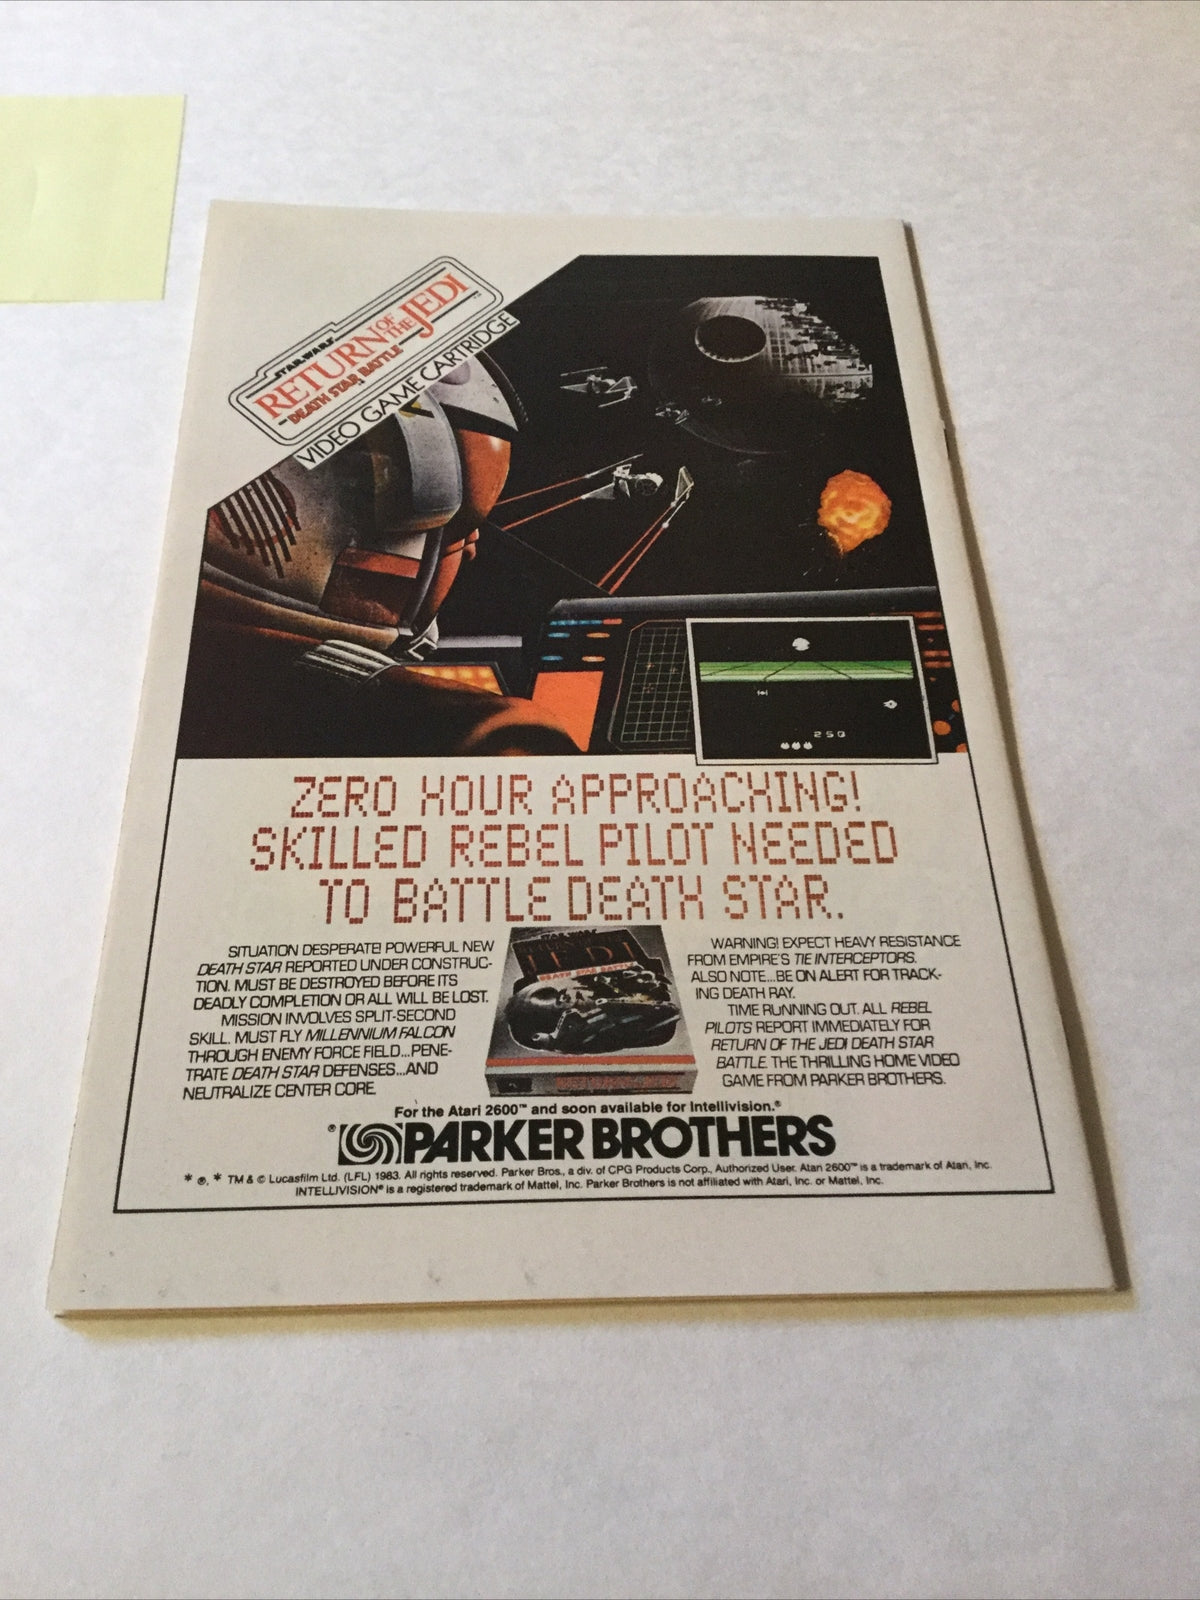 STAR WARS
RETURN OF THE JEDI
DEATH STAR BATTLE
VIDEO GAME CARTRIDGE
250
ZERO HOUR APPROACHING!
SKILLED REBEL PILOT NEEDED
TO BATTLE DEATH STAR.
SITUATION DESPERATE! POWERFUL NEW
DEATH STAR REPORTED UNDER CONSTRUC-
TION. MUST BE DESTROYED BEFORE ITS
DEADLY COMPLETION OR ALL WILL BE LOST.
MISSION INVOLVES SPLIT-SECOND
SKILL. MUST FLY MILLENNIUM FALCON
THROUGH ENEMY FORCE FIELD...PENE-
TRATE DEATH STAR DEFENSES...AND
NEUTRALIZE CENTER CORE.
STAR WARS
RETURN OF THE
JEDI
DEATH STAR BATTLE
WARNING! EXPECT HEAVY RESISTANCE
FROM EMPIRE'S TIE INTERCEPTORS.
ALSO NOTE...BE ON ALERT FOR TRACK-
ING DEATH RAY.
TIME RUNNING OUT. ALL REBEL
PILOTS REPORT IMMEDIATELY FOR
RETURN OF THE JEDI DEATH STAR
BATTLE. THE THRILLING HOME VIDEO
GAME FROM PARKER BROTHERS.
For the Atari 2600™ and soon available for Intellivision.®
® PARKER BROTHERS
* ®, * TM & © Lucasfilm Ltd. (LFL) 1983. All rights reserved. Parker Bros., a div. of CPG Products Corp., Authorized User. Atari 2600™ is a trademark of Atari, Inc.
INTELLIVISION® is a registered trademark of Mattel, Inc. Parker Brothers is not affiliated with Atari, Inc. or Mattel, Inc.